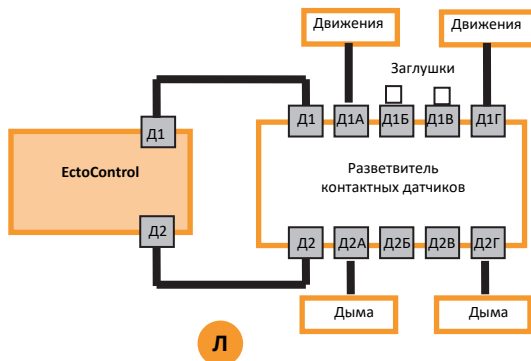 Движения
Движения
Заглушки
Д1
Д1
Д1А
Д1Б
Д1В
Д1Г
EctoControl
Разветвитель
контактных датчиков
Д2
Д2
Д2А
Д2Б
Д2В
Д2Г
Дыма
Дыма
Л